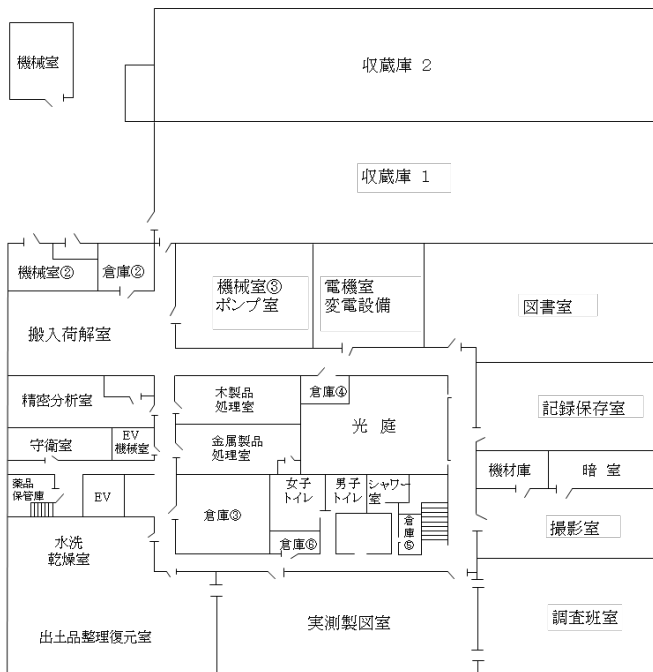 機械室
収蔵庫 2
収蔵庫 1
機械室②
倉庫②
機械室③
ポンプ室
電機室
変電設備
図書室
搬入荷解室
精密分析室
木製品
処理室
倉庫④
光 庭
記録保存室
守衛室
EV
機械室
金属製品
処理室
機材庫
暗 室
薬品
保管庫
EV
倉庫③
女子
トイレ
男子
トイレ
シャワー
室
倉庫⑤
倉庫⑥
撮影室
水洗
乾燥室
出土品整理復元室
実測製図室
調査班室